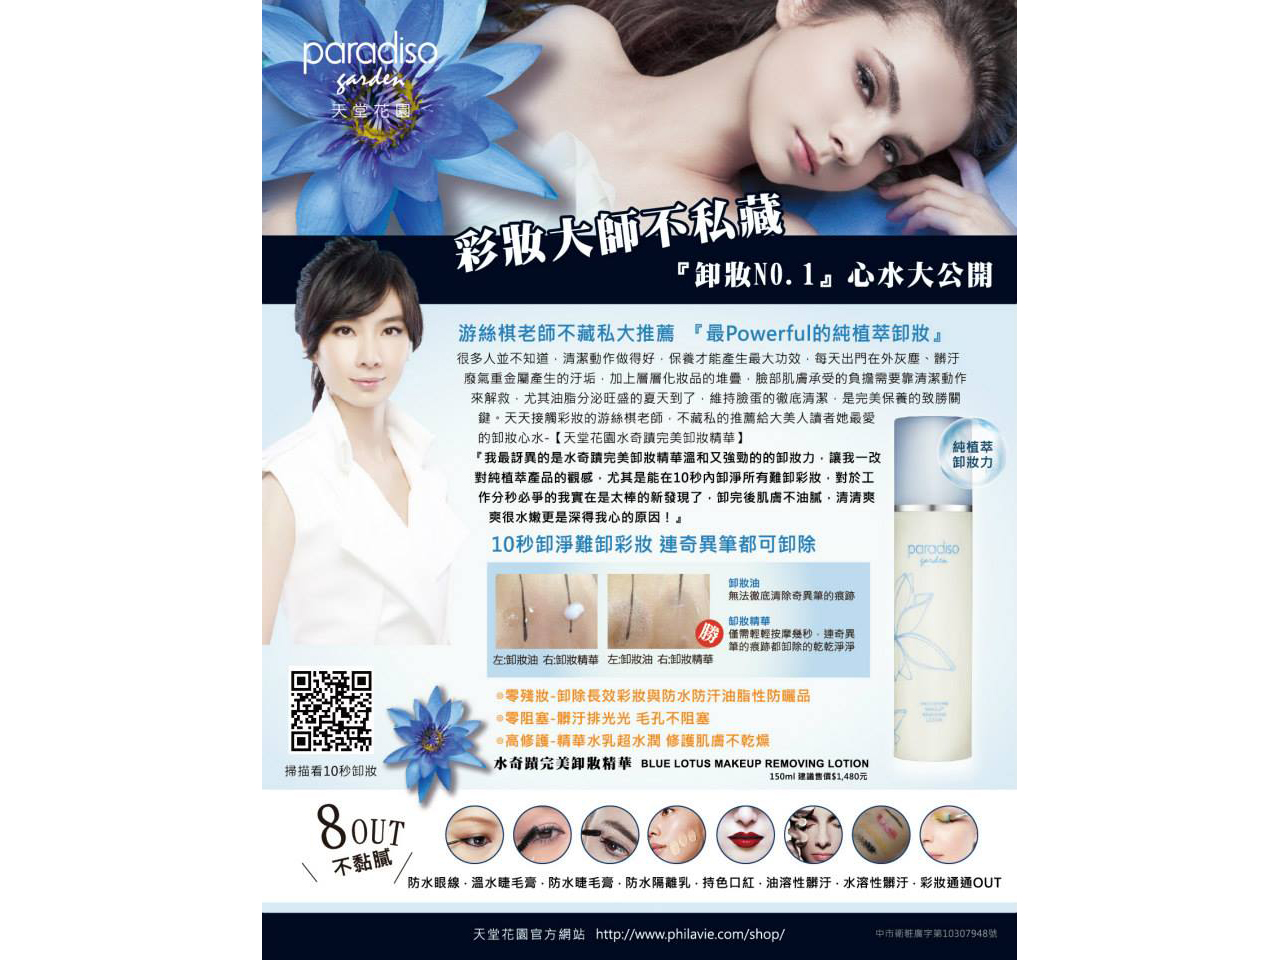 paradiso
garden
天堂花園
彩妝大師不私藏
『卸妝NO.1』心水大公開
游絲棋老師不藏私大推薦 『最Powerful的純植萃卸妝』
很多人並不知道，清潔動作做得好，保養才能產生最大功效，每天出門在外灰塵、髒汙
廢氣重金屬產生的汙垢，加上層層化妝品的堆疊，臉部肌膚承受的負擔需要靠清潔動作
來解救，尤其油脂分泌旺盛的夏天到了，維持臉蛋的徹底清潔，是完美保養的致勝關
鍵。天天接觸彩妝的游絲棋老師，不藏私的推薦給大美人讀者她最愛
的卸妝心水-【天堂花園水奇蹟完美卸妝精華】
『我最訝異的是水奇蹟完美卸妝精華溫和又強勁的的卸妝力，讓我一改
對純植萃產品的觀感，尤其是能在10秒內卸淨所有難卸彩妝，對於工
作分秒必爭的我實在是太棒的新發現了，卸完後肌膚不油膩，清清爽
爽很水嫩更是深得我心的原因！』
純植萃
卸妝力
10秒卸淨難卸彩妝 連奇異筆都可卸除
卸妝油
無法徹底清除奇異筆的痕跡
卸妝精華
僅需輕輕按摩幾秒，連奇異
筆的痕跡都卸除的乾乾淨淨
勝
左:卸妝油 右:卸妝精華 左:卸妝油 右:卸妝精華
paradiso
garden
零殘妝-卸除長效彩妝與防水防汗油脂性防曬品
零阻塞-髒汙排光光 毛孔不阻塞
高修護-精華水乳超水潤 修護肌膚不乾燥
水奇蹟完美卸妝精華 BLUE LOTUS MAKEUP REMOVING LOTION
150ml 建議售價$1,480元
掃描看10秒卸妝
8OUT
不黏膩
防水眼線．溫水睫毛膏．防水睫毛膏．防水隔離乳．持色口紅．油溶性髒汙．水溶性髒汙．彩妝通通OUT
天堂花園官方網站 http://www.philavie.com/shop/
中市衛粧廣字第10307948號